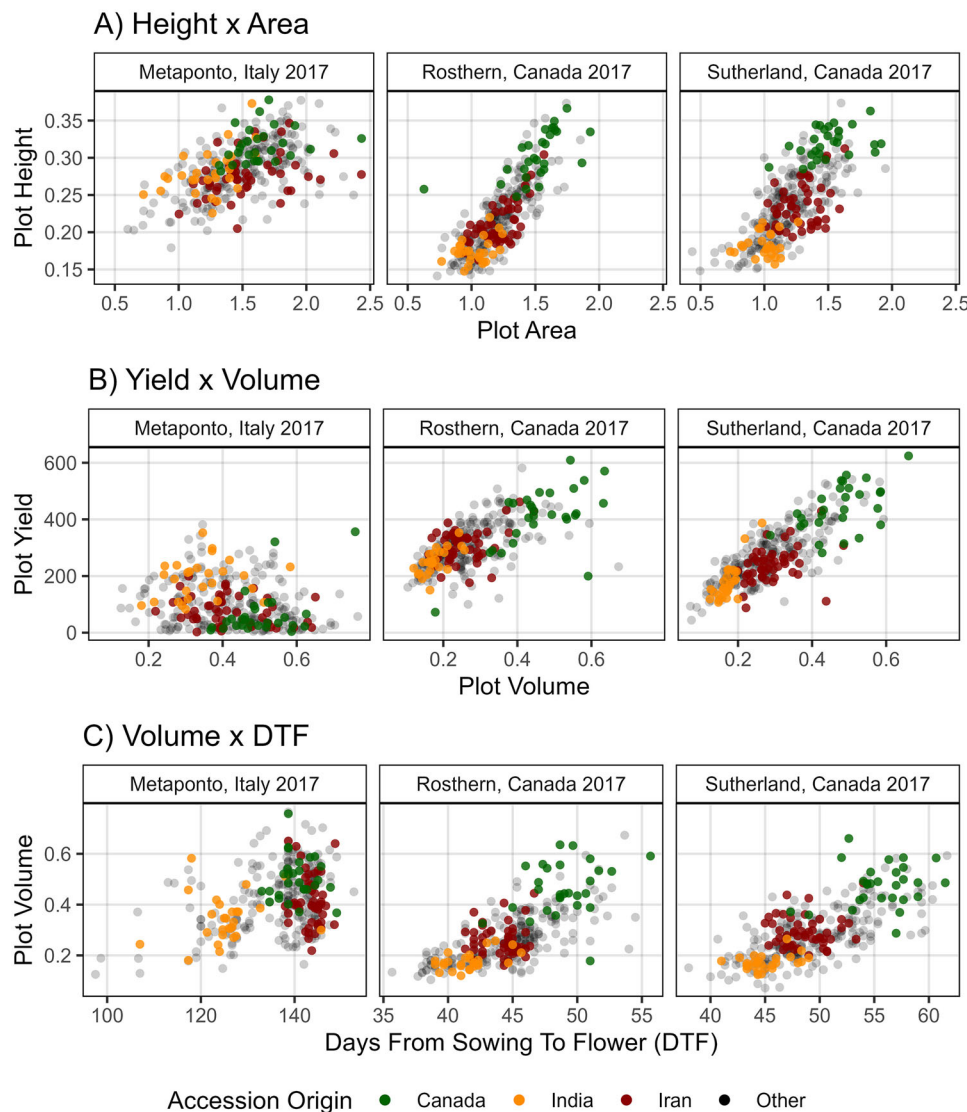 A) Height x Area
Metaponto, Italy 2017 Rosthern, Canada 2017 Sutherland, Canada 2017
Plot Height
0.35
0.30
0.25
0.20
0.15
0.5 1.0 1.5 2.0 2.5 0.5 1.0 1.5 2.0 2.5 0.5 1.0 1.5 2.0 2.5
Plot Area
B) Yield x Volume
Metaponto, Italy 2017 Rosthern, Canada 2017 Sutherland, Canada 2017
Plot Yield
600
400
200
0
0.2 0.4 0.6 0.2 0.4 0.6 0.2 0.4 0.6
Plot Volume
C) Volume x DTF
Metaponto, Italy 2017 Rosthern, Canada 2017 Sutherland, Canada 2017
Plot Volume
0.6
0.4
0.2
100 120 140 35 40 45 50 55 40 45 50 55 60
Days From Sowing To Flower (DTF)
Accession Origin Canada India Iran Other